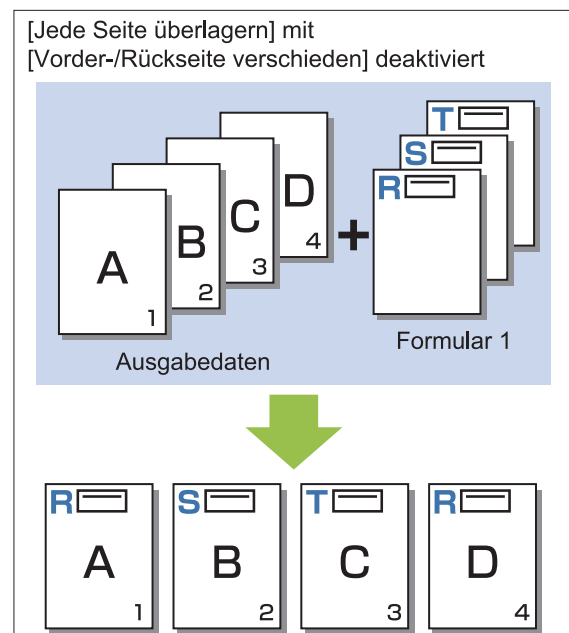 [Jede Seite überlagern] mit
[Vorder-/Rückseite verschieden] deaktiviert
A
1
B
2
C
3
D
4
+
T
S
R
Ausgabedaten
Formular 1
R
A
1
S
B
2
T
C
3
R
D
4